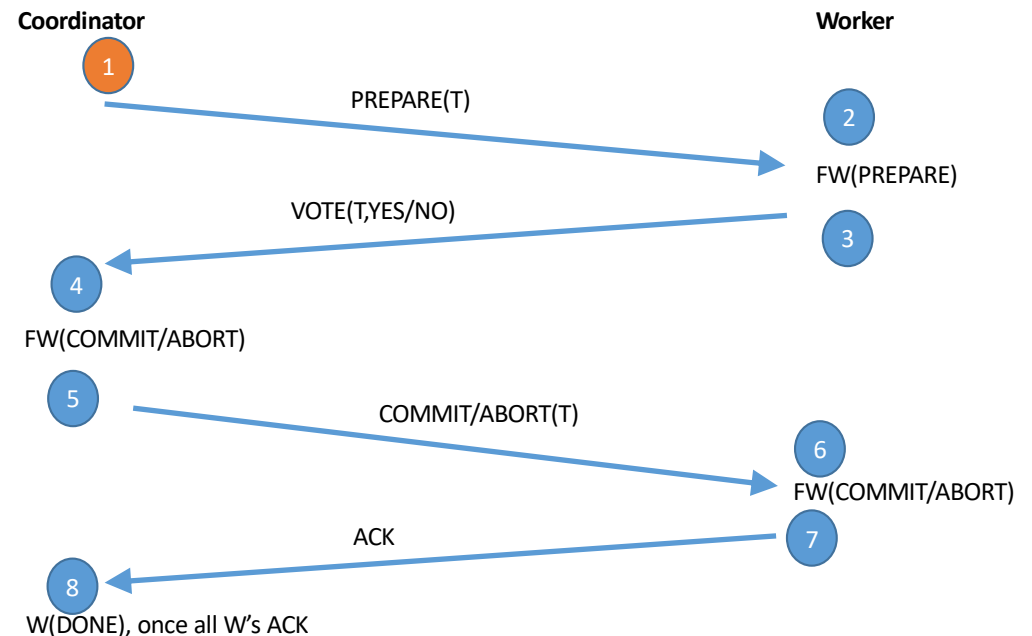 Coordinator
Worker
1
PREPARE(T)
2
FW(PREPARE)
VOTE(T,YES/NO)
3
4
FW(COMMIT/ABORT)
5
COMMIT/ABORT(T)
6
FW(COMMIT/ABORT)
ACK
7
8
W(DONE), once all W’s ACK